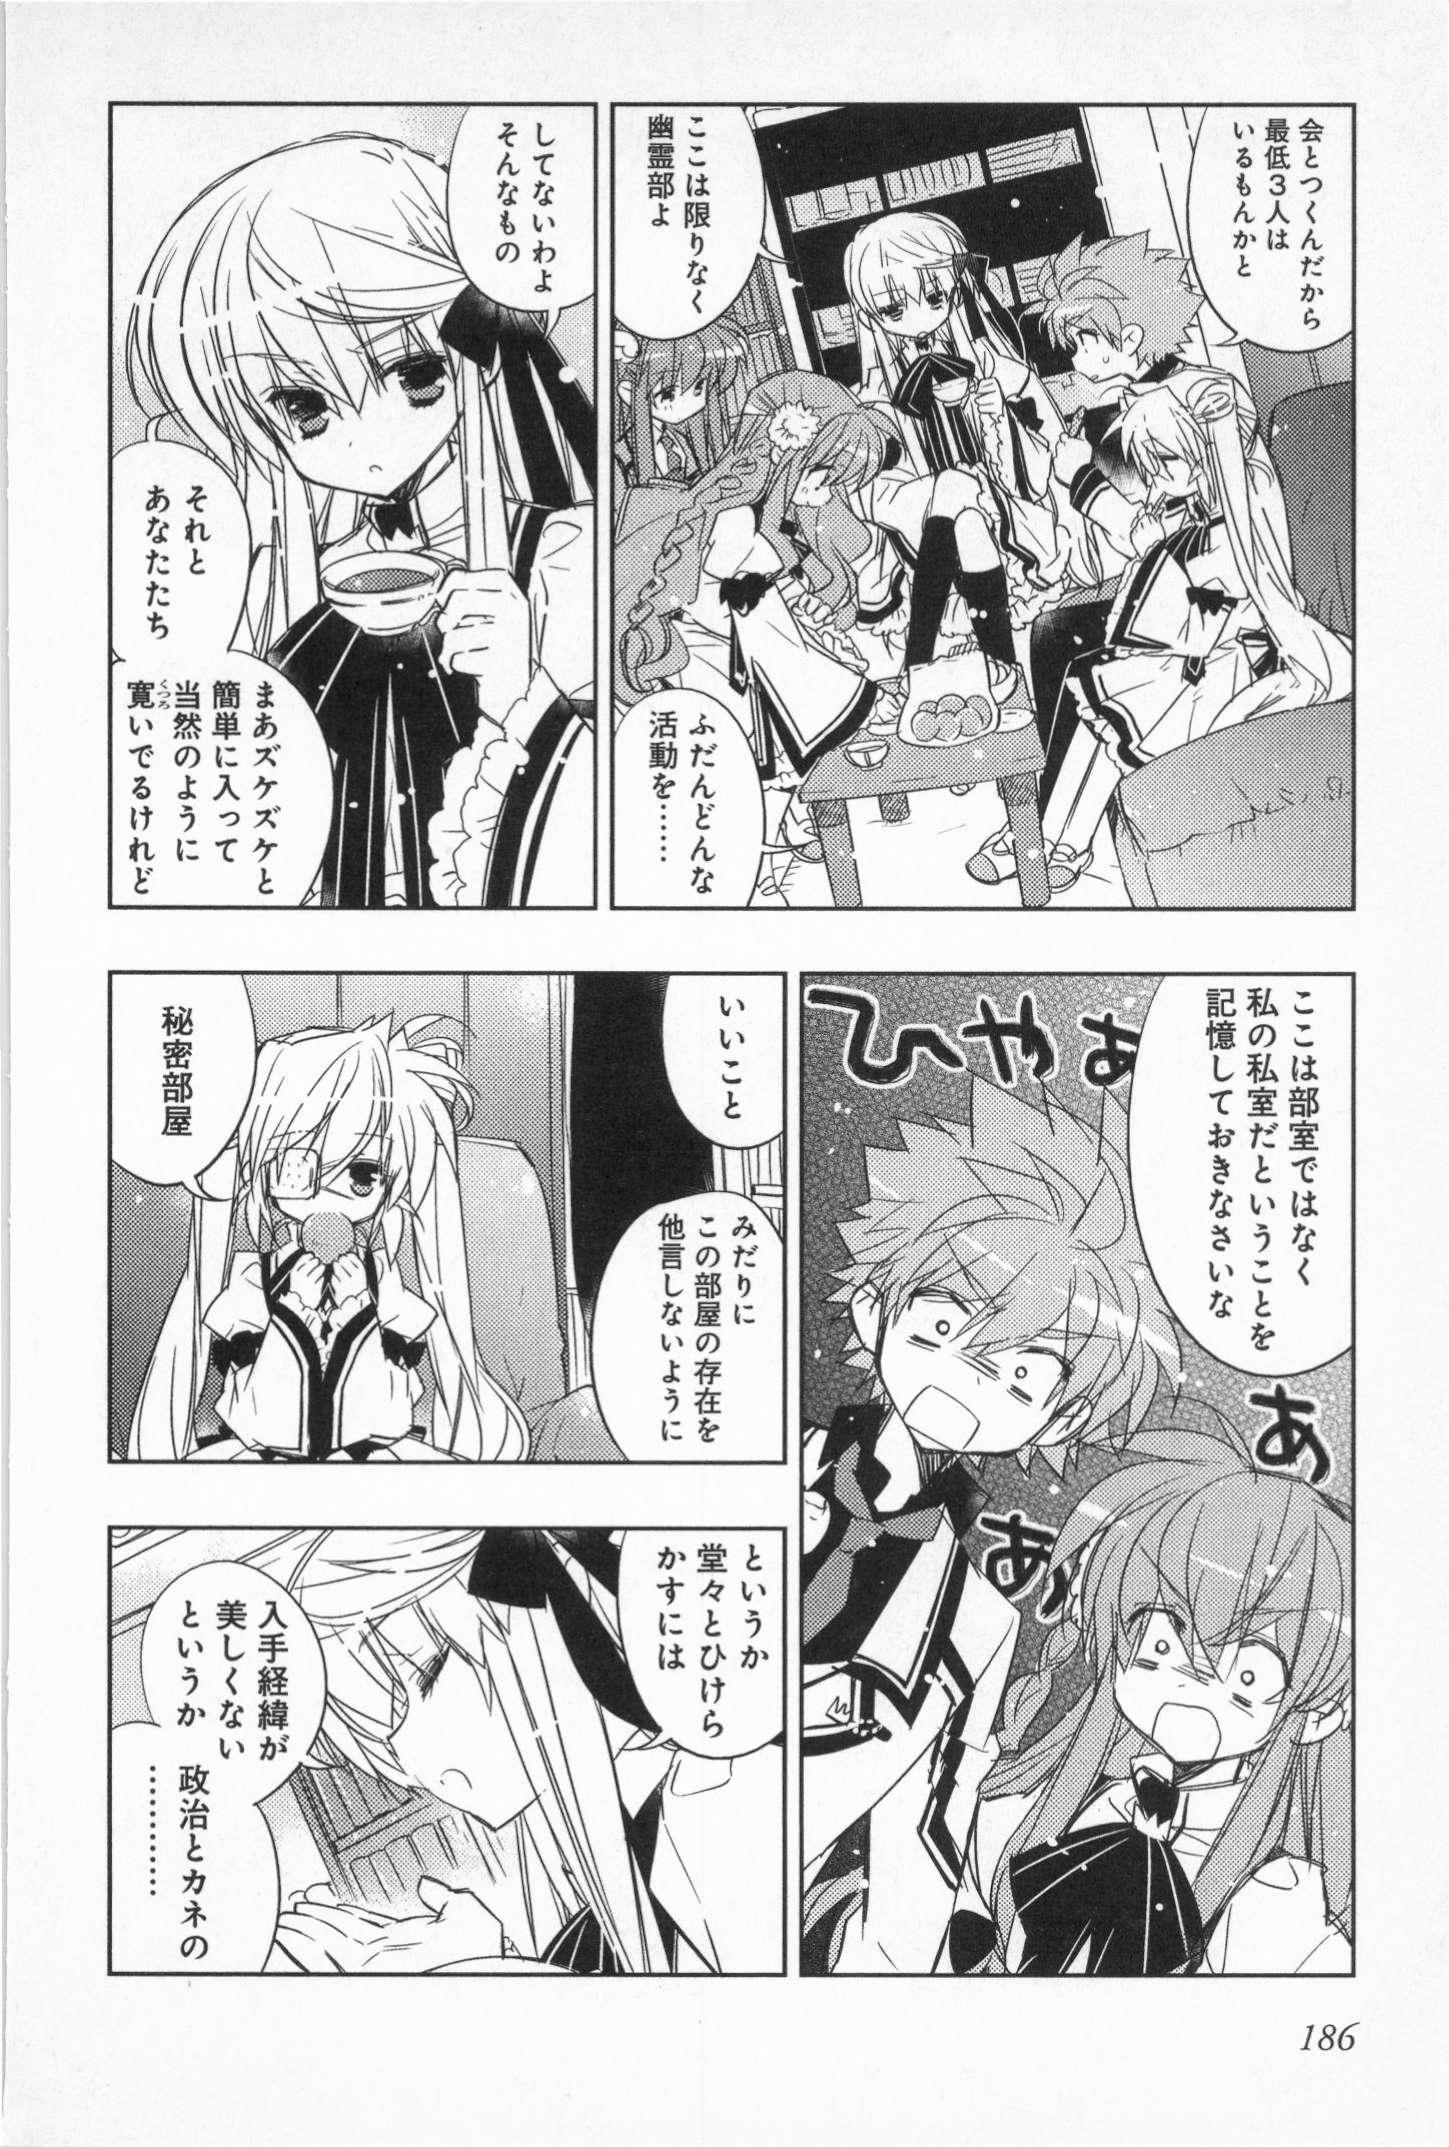 会とつくんだから
最低3人は
いるもんかと
ここは限りなく
幽霊部よ
ふだんどんな
活動を……
してないわよ
そんなもの
それと
あなたたち
まあズケズケと
簡単に入って
当然のように
寛いでるけれど
くつろ
ここは部室ではなく
私の私室だということを
記憶しておきなさいな
ひやぁ
あ
あぁ
いいこと
みだりに
この部屋の存在を
他言しないように
秘密部屋
というか
堂々とひけら
かすには
入手経緯が
美しくない
というか
政治とカネの
…………
186